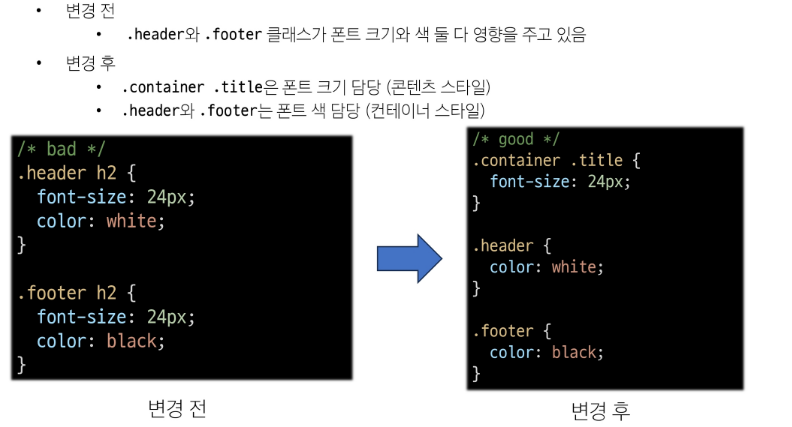 • 변경 전
• .header와 .footer 클래스가 폰트 크기와 색 둘 다 영향을 주고 있음
• 변경 후
• .container .title은 폰트 크기 담당 (콘텐츠 스타일)
• .header와 .footer는 폰트 색 담당 (컨테이너 스타일)
/* bad */
.header h2 {
  font-size: 24px;
  color: white;
}
.footer h2 {
  font-size: 24px;
  color: black;
}
변경 전
/* good */
.container .title {
  font-size: 24px;
}
.header {
  color: white;
}
.footer {
  color: black;
}
변경 후